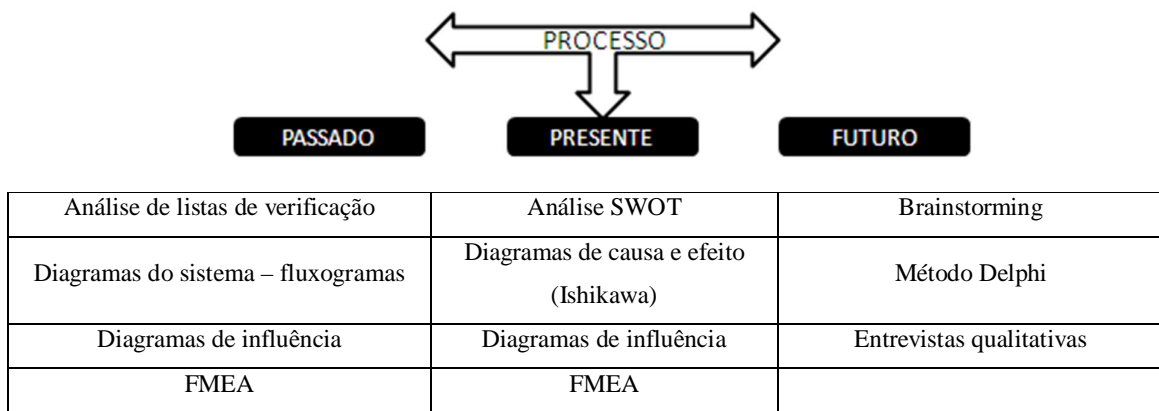 PROCESSO
PASSADO PRESENTE FUTURO
Análise de listas de verificação Análise SWOT Brainstorming
Diagramas do sistema – fluxogramas Diagramas de causa e efeito (Ishikawa) Método Delphi
Diagramas de influência Diagramas de influência Entrevistas qualitativas
FMEA FMEA